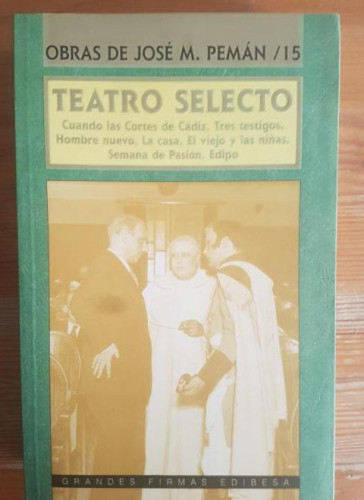 OBRAS DE JOSÉ M. PEMÁN /15
TEATRO SELECTO
Cuando las Cortes de Cádiz. Tres testigos.
Hombre nuevo. La casa. El viejo y las niñas.
Semana de Pasión. Edipo
GRANDES FIRMAS EDIBESA